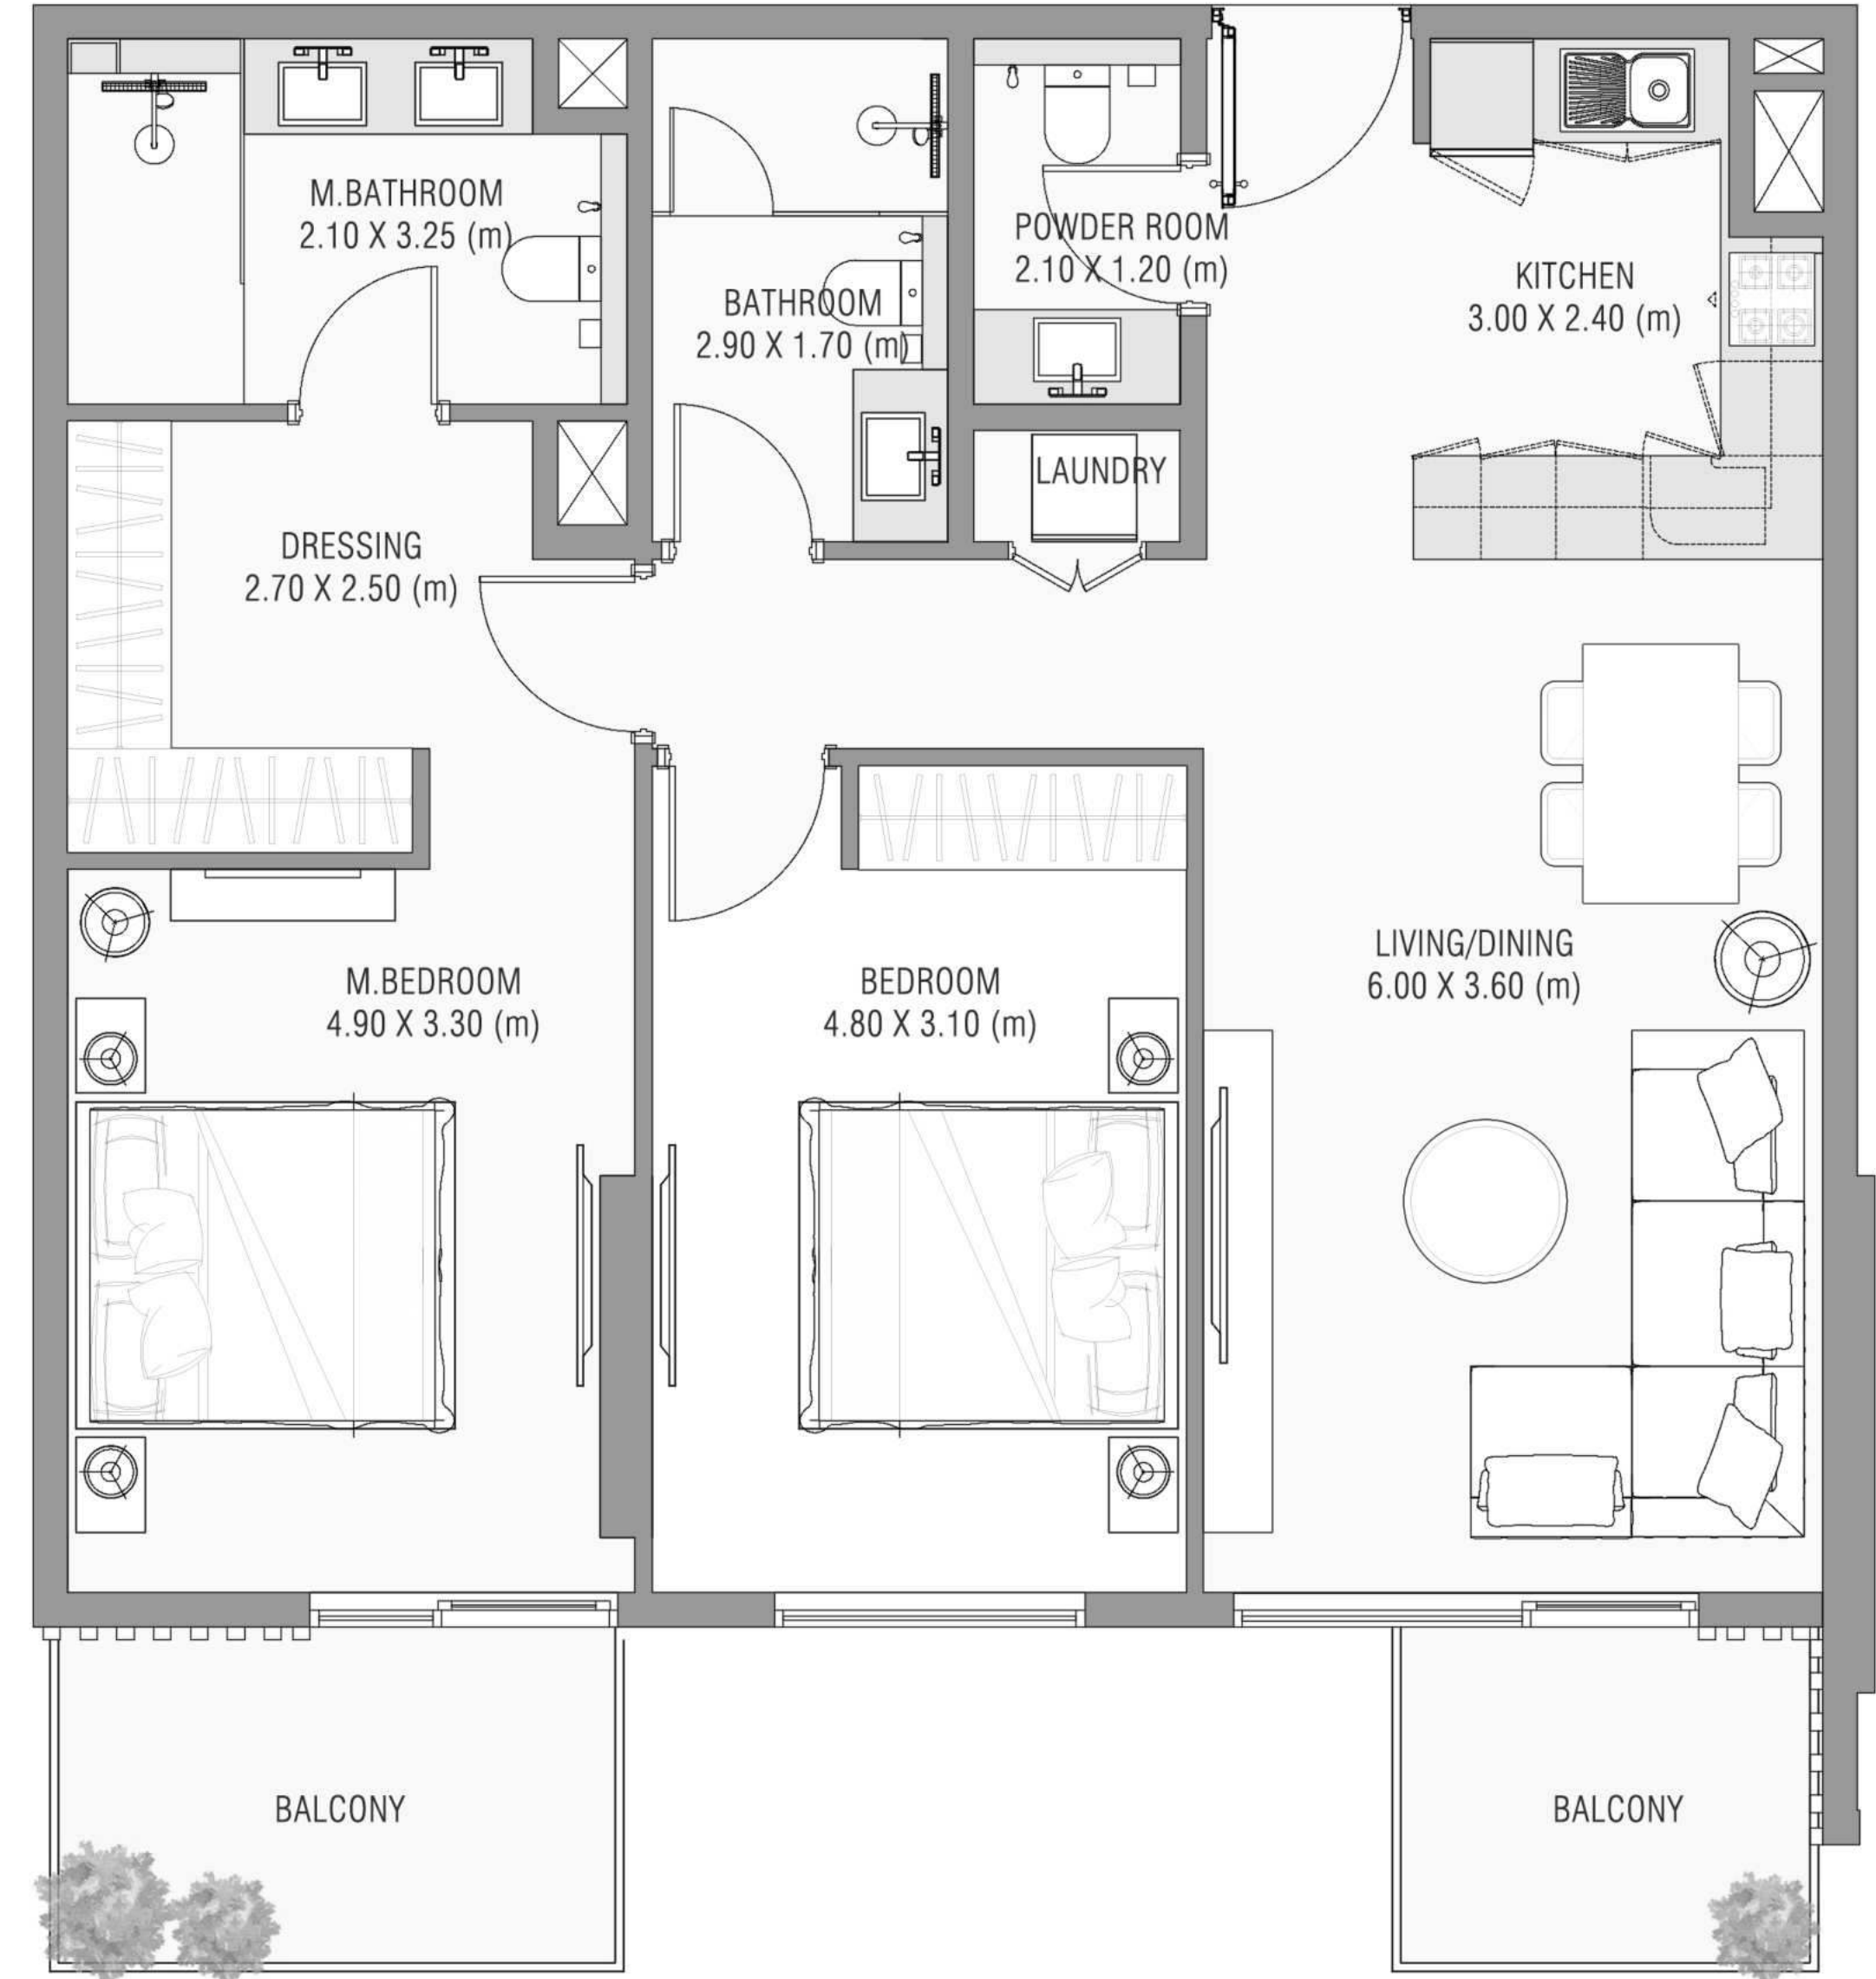 M.BATHROOM
2.10 X 3.25 (m)
BATHROOM
2.90 X 1.70 (m)
POWDER ROOM
2.10 X 1.20 (m)
KITCHEN
3.00 X 2.40 (m)
LAUNDRY
DRESSING
2.70 X 2.50 (m)
M.BEDROOM
4.90 X 3.30 (m)
BEDROOM
4.80 X 3.10 (m)
LIVING/DINING
6.00 X 3.60 (m)
BALCONY
BALCONY